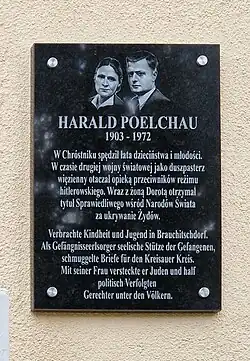 HARALD POELCHAU
1903 - 1972
W Chróstniku spędził lata dzieciństwa i młodości.
W czasie drugiej wojny światowej jako duszpasterz
więzienny otaczał opieką przeciwników reżimu
hitlerowskiego. Wraz z żoną Dorotą otrzymał
tytuł Sprawiedliwego wśród Narodów Świata
za ukrywanie Żydów.
Verbrachte Kindheit und Jugend in Brauchitschdorf.
Als Gefängnisseerlsorger seelische Stütze der Gefangenen,
schmuggelte Briefe für den Kreisauer Kreis.
Mit seiner Frau versteckte er Juden und half
politisch Verfolgten
Gerechter unter den Völkern.